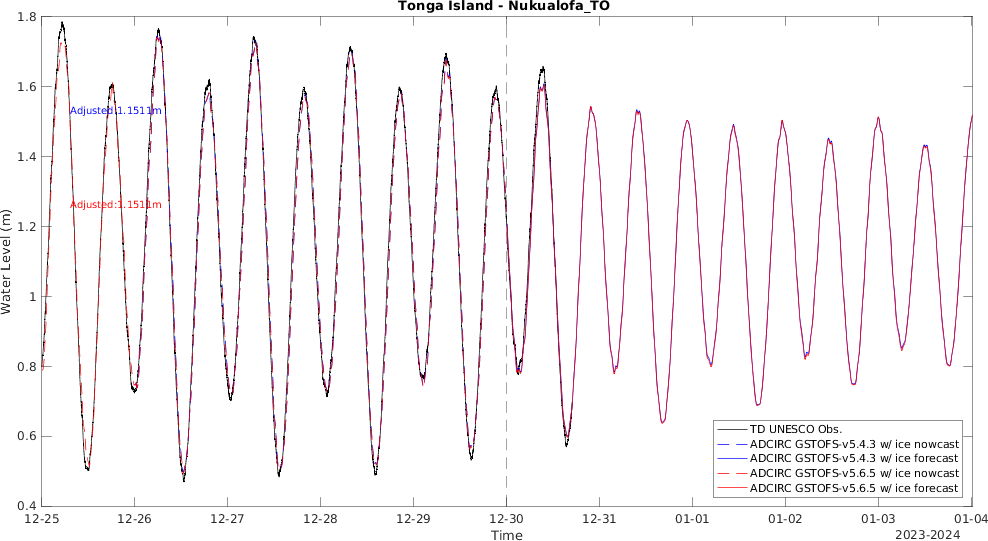 Tonga Island - Nukualofa_TO
1.8
1.6
1.4
1.2
1
0.8
0.6
0.4
Water Level (m)
Adjusted:1.1511m
Adjusted:1.1511m
TD UNESCO Obs.
ADCIRC GSTOFS-v5.4.3 w/ ice nowcast
ADCIRC GSTOFS-v5.4.3 w/ ice forecast
ADCIRC GSTOFS-v5.6.5 w/ ice nowcast
ADCIRC GSTOFS-v5.6.5 w/ ice forecast
12-25 12-26 12-27 12-28 12-29 12-30 12-31 01-01 01-02 01-03 01-04
Time
2023-2024